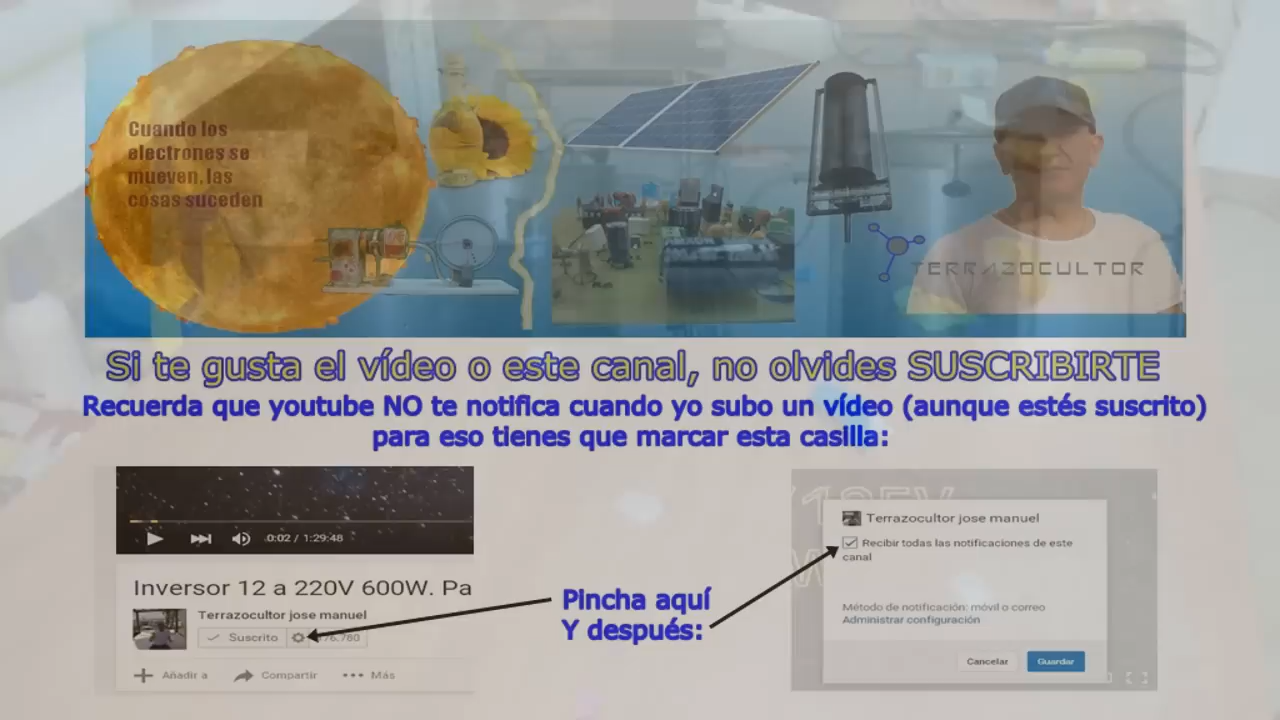 Cuando los
electrones se
mueven, las
cosas suceden
TERRAZOCULTOR
Si te gusta el vídeo o este canal, no olvides SUSCRIBIRTE
Recuerda que youtube NO te notifica cuando yo subo un vídeo (aunque estés suscrito)
para eso tienes que marcar esta casilla:
0:02 / 1:29:48
Inversor 12 a 220V 600W. Pa
Terrazocultor jose manuel
Suscrito
76.780
Añadir a
Compartir
Más
Pincha aquí
Y después:
Terrazocultor jose manuel
Recibir todas las notificaciones de este
canal
Método de notificación: móvil o correo
Administrar configuración
Cancelar
Guardar